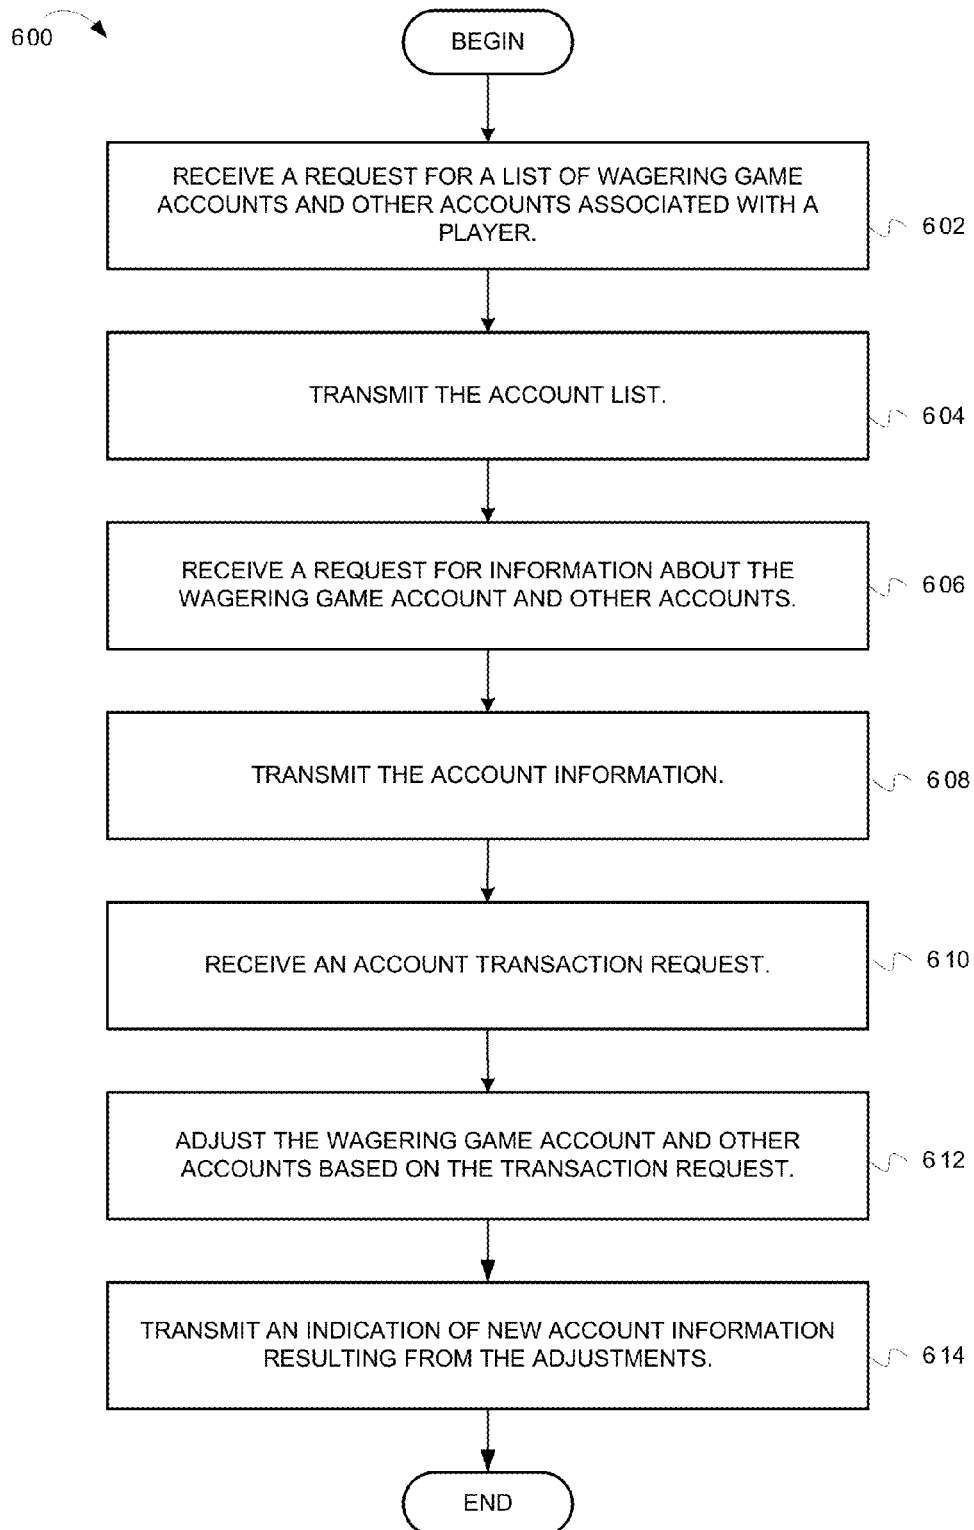 600
BEGIN
RECEIVE A REQUEST FOR A LIST OF WAGERING GAME
ACCOUNTS AND OTHER ACCOUNTS ASSOCIATED WITH A
PLAYER.
602
TRANSMIT THE ACCOUNT LIST.
604
RECEIVE A REQUEST FOR INFORMATION ABOUT THE
WAGERING GAME ACCOUNT AND OTHER ACCOUNTS.
606
TRANSMIT THE ACCOUNT INFORMATION.
608
RECEIVE AN ACCOUNT TRANSACTION REQUEST.
610
ADJUST THE WAGERING GAME ACCOUNT AND OTHER
ACCOUNTS BASED ON THE TRANSACTION REQUEST.
612
TRANSMIT AN INDICATION OF NEW ACCOUNT INFORMATION
RESULTING FROM THE ADJUSTMENTS.
614
END